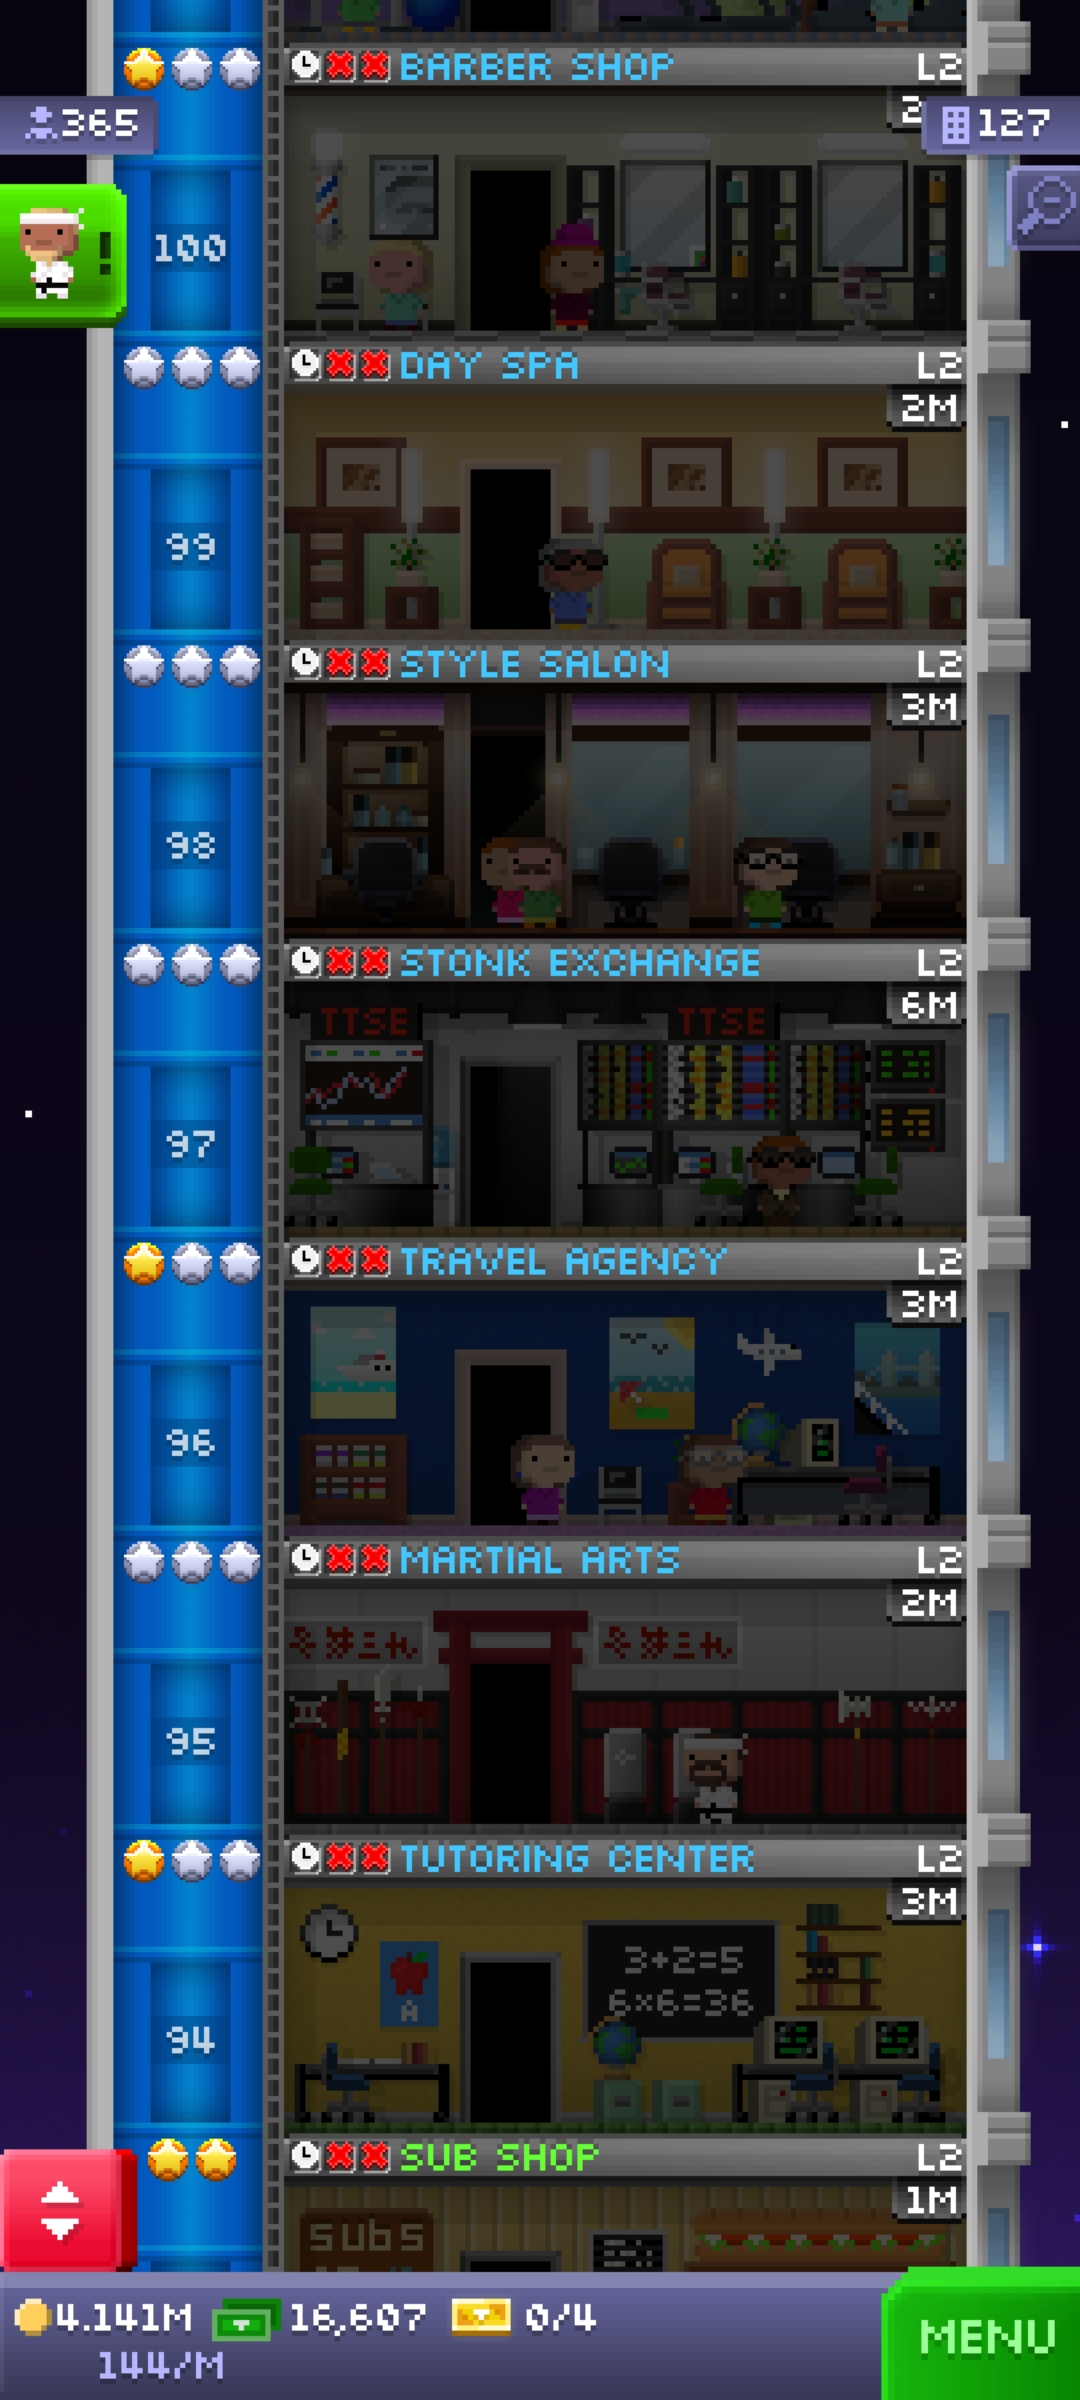 BARBER SHOP L2
365
2
127
100
DAY SPA L2
2M
99
STYLE SALON L2
3M
98
STONK EXCHANGE L2
6M
TTSE TTSE
97
TRAVEL AGENCY L2
3M
96
MARTIAL ARTS L2
2M
95
TUTORING CENTER L2
3M
3+2=5
A
6×6=36
94
SUB SHOP L2
1M
subs
4.141M 16,607 0/4
144/M
MENU